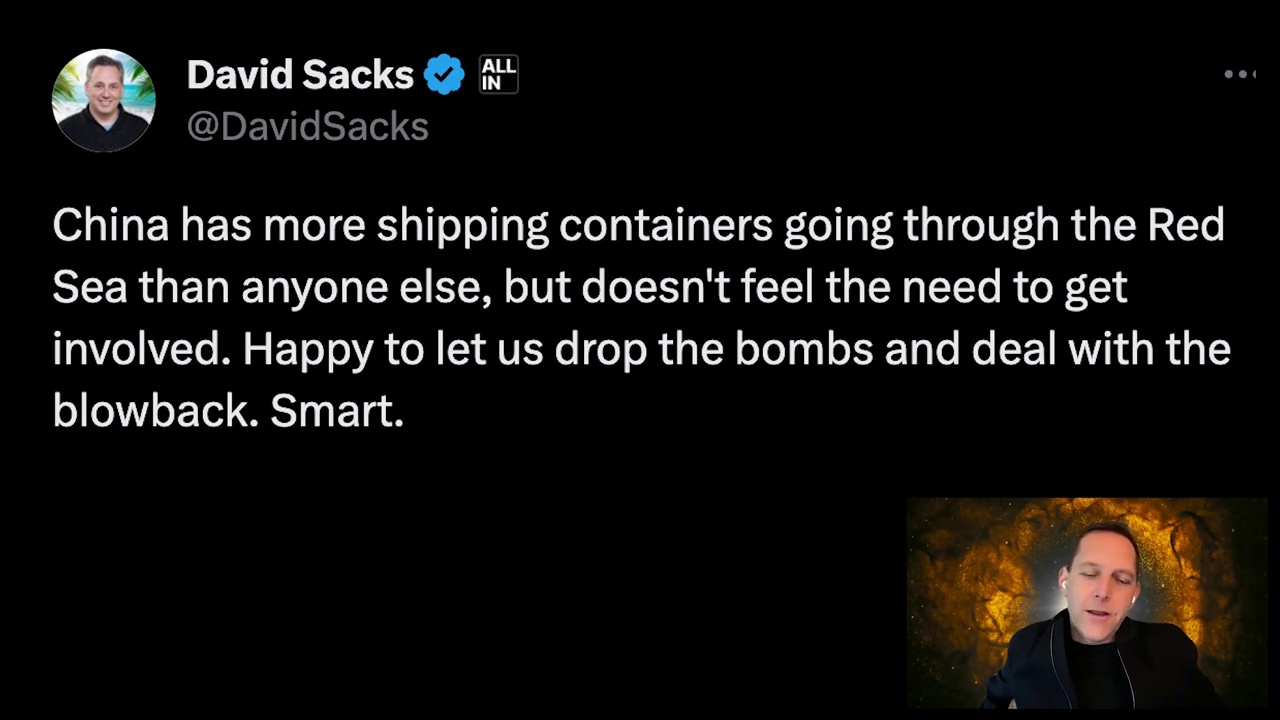 David Sacks ALL IN
@DavidSacks
China has more shipping containers going through the Red
Sea than anyone else, but doesn't feel the need to get
involved. Happy to let us drop the bombs and deal with the
blowback. Smart.